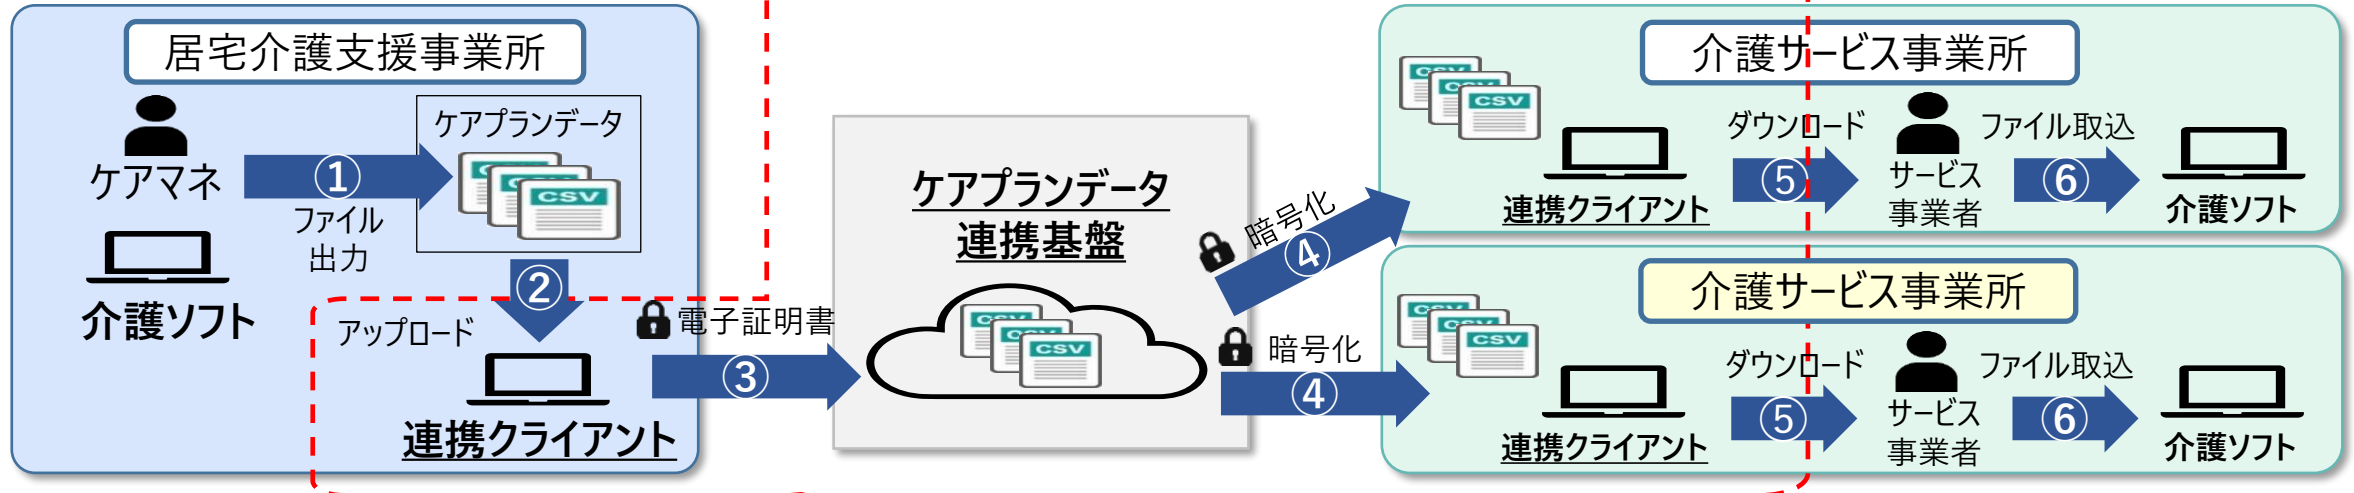 居宅介護支援事業所
ケアマネ
①
ファイル
出力
ケアプランデータ
CSV
介護ソフト
②
アップロード
連携クライアント
電子証明書
③
ケアプランデータ
連携基盤
CSV
CSV
CSV
暗号化
④
暗号化
④
介護サービス事業所
CSV
CSV
CSV
連携クライアント
ダウンロード
⑤
サービス
事業者
ファイル取込
⑥
介護ソフト
介護サービス事業所
CSV
CSV
CSV
連携クライアント
ダウンロード
⑤
サービス
事業者
ファイル取込
⑥
介護ソフト